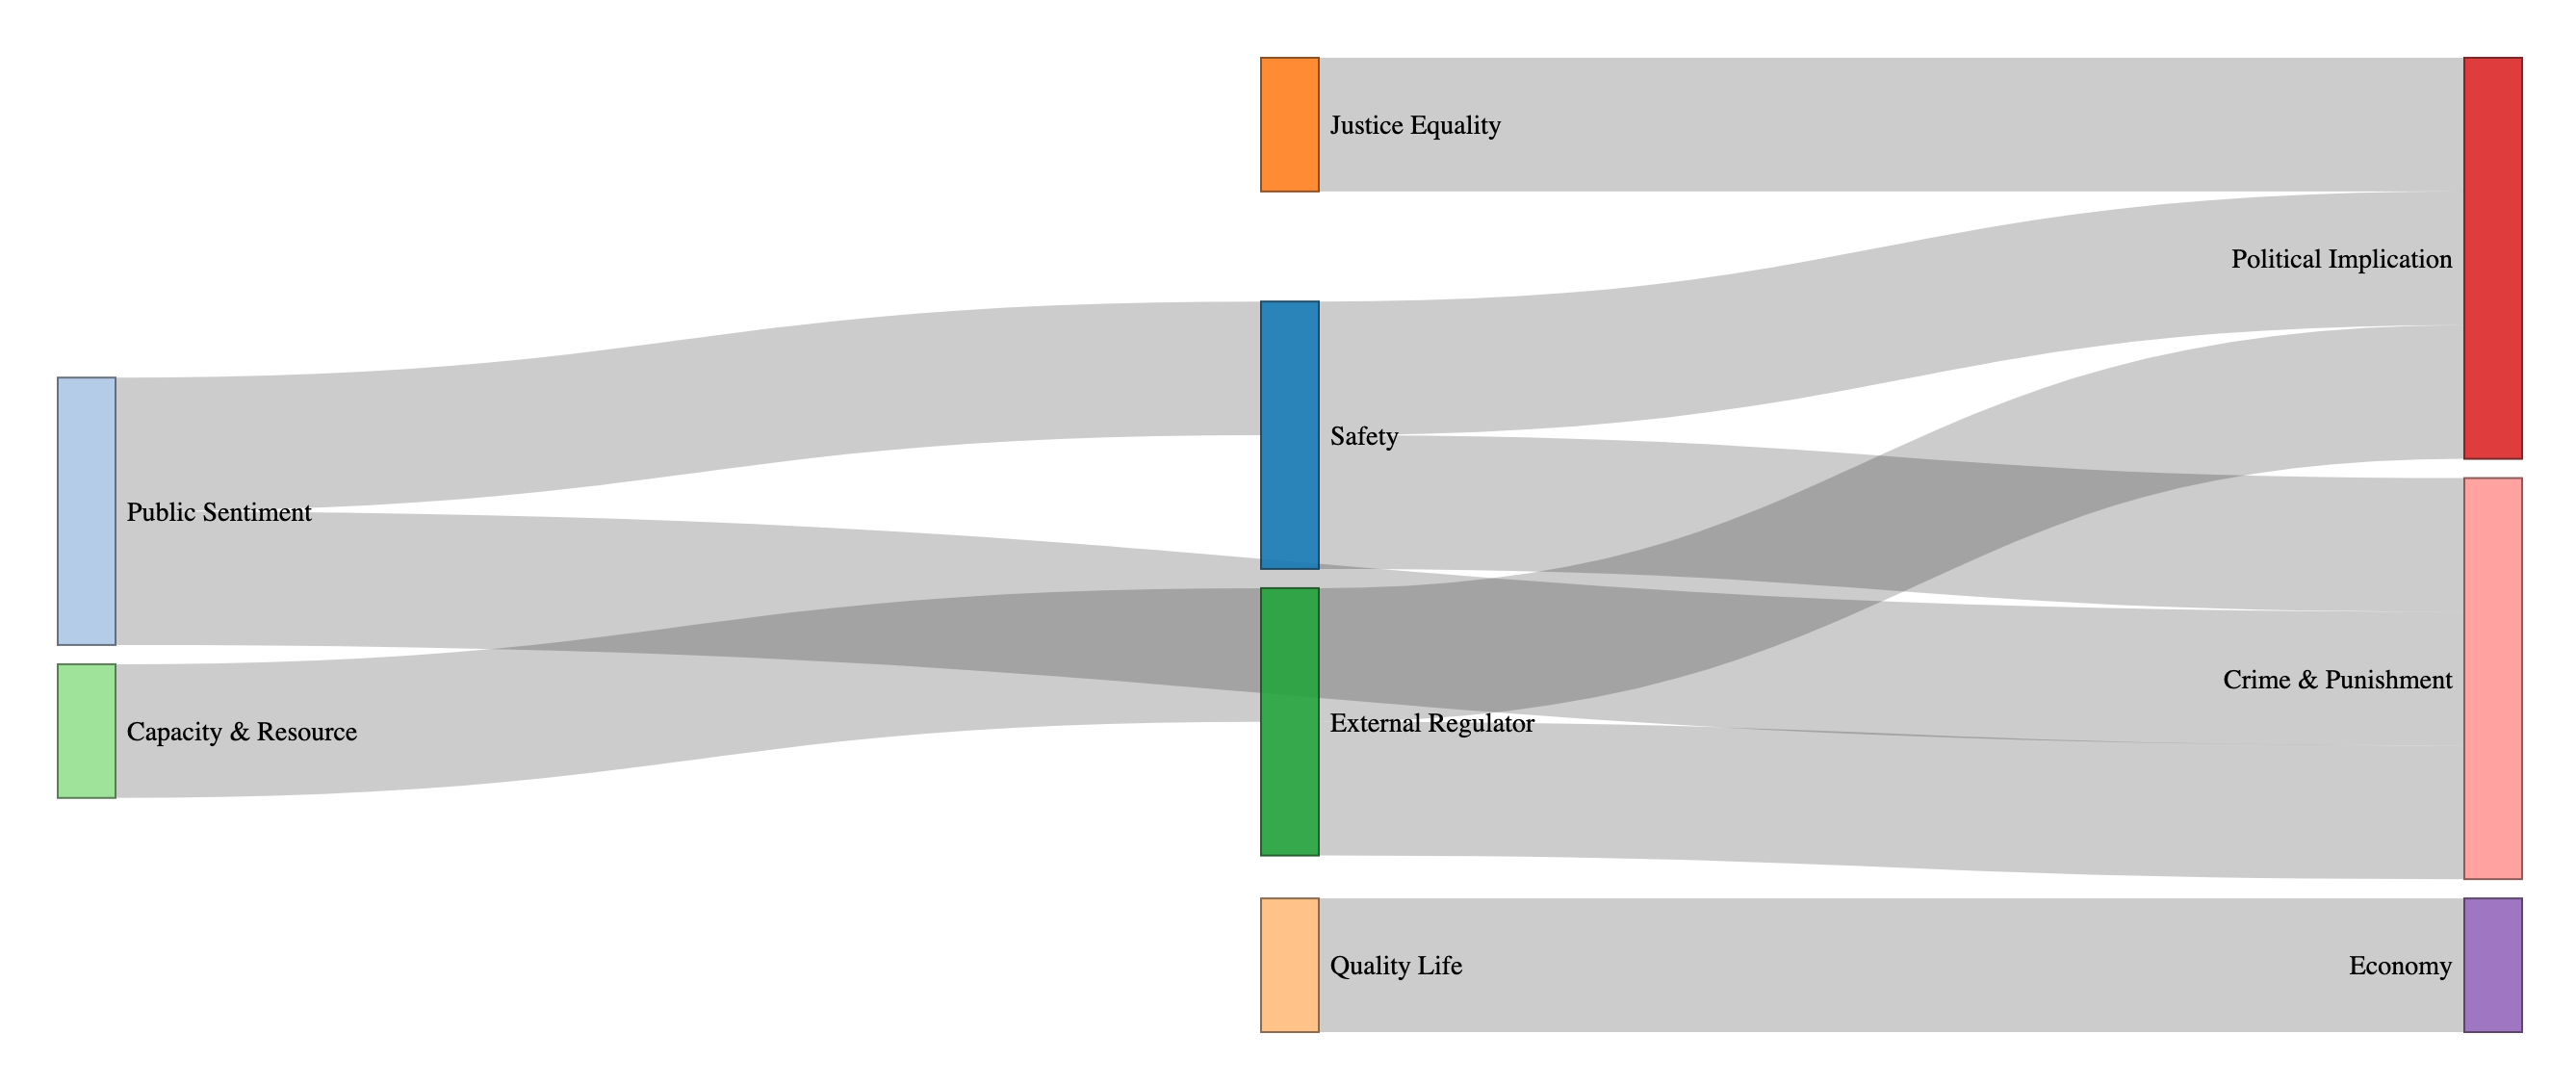 Justice Equality
Political Implication
Safety
Public Sentiment
Crime & Punishment
External Regulator
Capacity & Resource
Quality Life
Economy